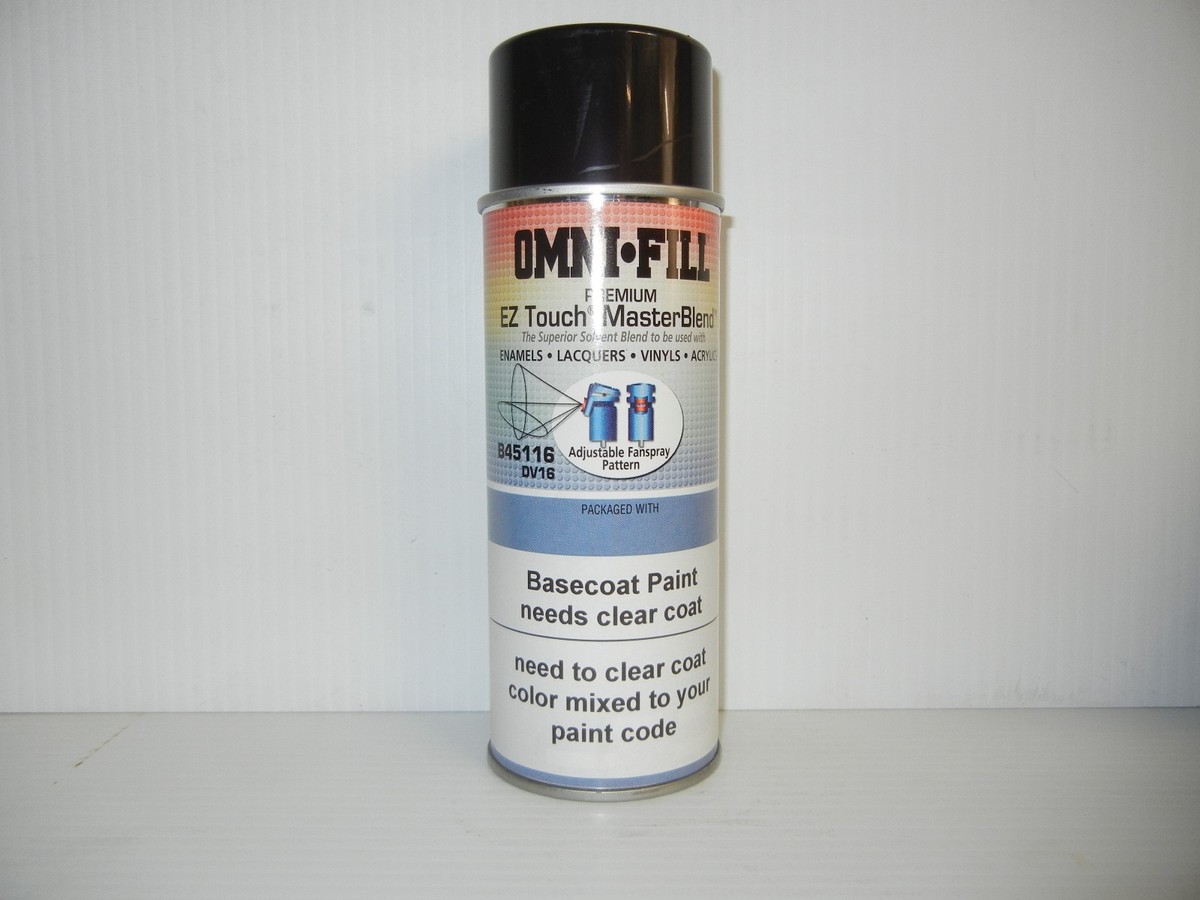 OMNI•FILL
PREMIUM
EZ Touch® MasterBlend™
The Superior Solvent Blend to be used with
ENAMELS • LACQUERS • VINYLS • ACRYLICS
B45116
DV16
Adjustable Fanspray
Pattern
PACKAGED WITH
Basecoat Paint
needs clear coat
need to clear coat
color mixed to your
paint code